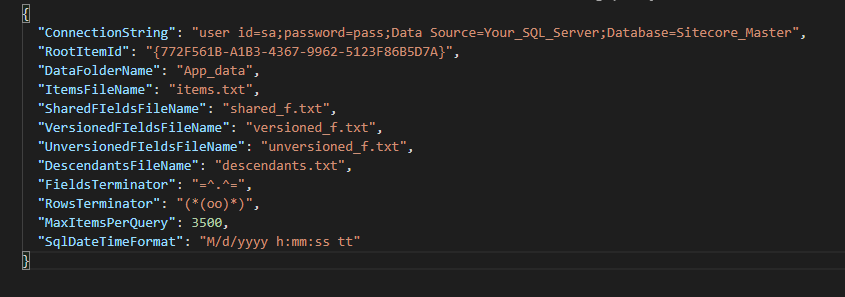 {
"ConnectionString": "user id=sa;password=pass;Data Source=Your_SQL_Server;Database=Sitecore_Master",
"RootItemId": "{772F561B-A1B3-4367-9962-5123F86B5D7A}",
"DataFolderName": "App_data",
"ItemsFileName": "items.txt",
"SharedFIeldsFileName": "shared_f.txt",
"VersionedFIeldsFileName": "versioned_f.txt",
"UnversionedFIeldsFileName": "unversioned_f.txt",
"DescendantsFileName": "descendants.txt",
"FieldsTerminator": "=^.^=",
"RowsTerminator": "(*(oo)*)",
"MaxItemsPerQuery": 3500,
"SqlDateTimeFormat": "M/d/yyyy h:mm:ss tt"
}